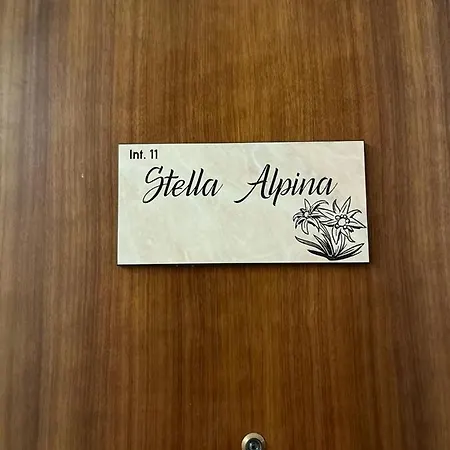 Int. 11
Stella Alpina